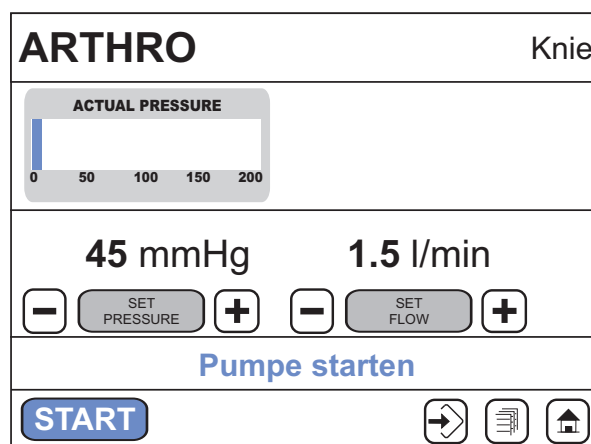 ARTHRO Knie
ACTUAL PRESSURE
0 50 100 150 200
45 mmHg 1.5 l/min
SET PRESSURE SET FLOW
Pumpe starten
START